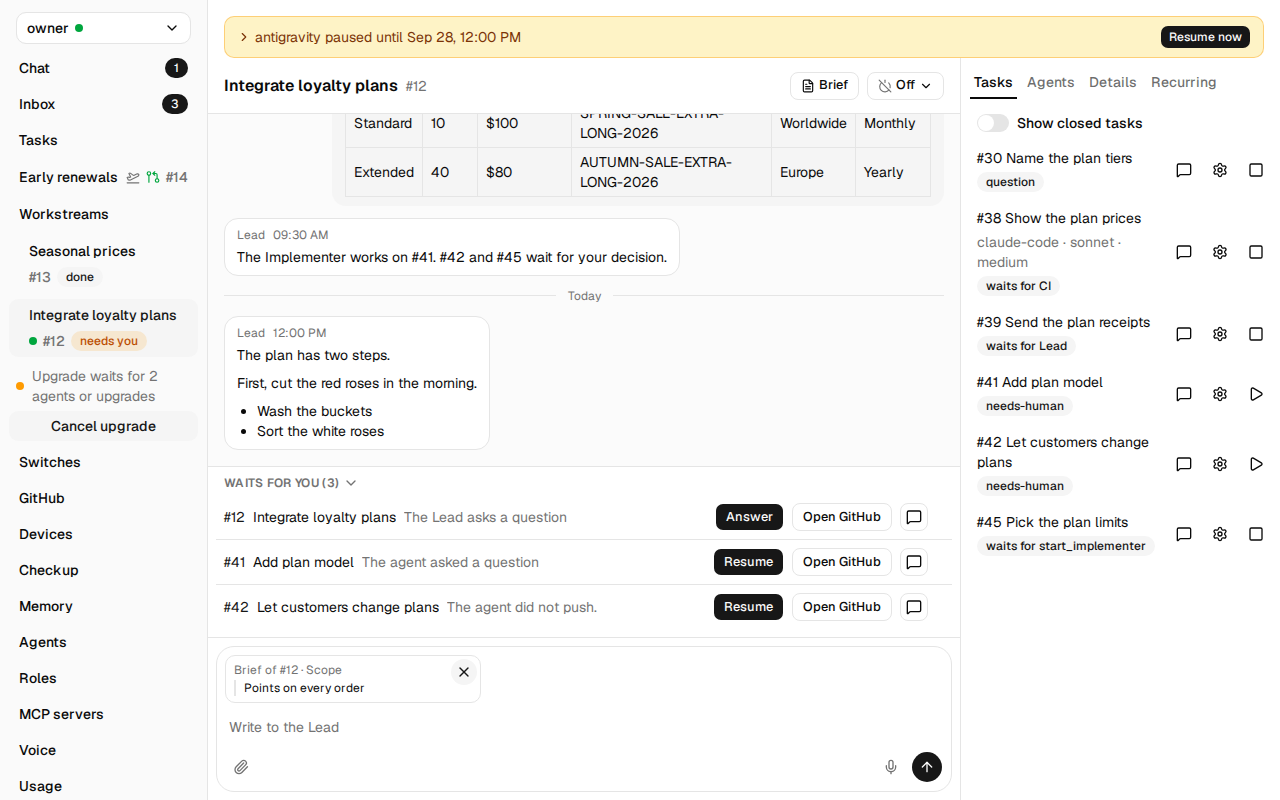 owner
Chat 1
Inbox 3
Tasks
Early renewals #14
Workstreams
Seasonal prices
#13 done
Integrate loyalty plans
#12 needs you
Upgrade waits for 2
agents or upgrades
Cancel upgrade
Switches
GitHub
Devices
Checkup
Memory
Agents
Roles
MCP servers
Voice
Usage
antigravity paused until Sep 28, 12:00 PM
Resume now
Integrate loyalty plans #12
Brief
Off
Standard 10 $100 SPRING-SALE-EXTRA-
LONG-2026 Worldwide Monthly
Extended 40 $80 AUTUMN-SALE-EXTRA-
LONG-2026 Europe Yearly
Lead 09:30 AM
The Implementer works on #41. #42 and #45 wait for your decision.
Today
Lead 12:00 PM
The plan has two steps.
First, cut the red roses in the morning.
• Wash the buckets
• Sort the white roses
WAITS FOR YOU (3)
#12 Integrate loyalty plans The Lead asks a question Answer Open GitHub
#41 Add plan model The agent asked a question Resume Open GitHub
#42 Let customers change plans The agent did not push. Resume Open GitHub
Brief of #12 · Scope
Points on every order
Write to the Lead
Tasks Agents Details Recurring
Show closed tasks
#30 Name the plan tiers
question
#38 Show the plan prices
claude-code · sonnet ·
medium
waits for CI
#39 Send the plan receipts
waits for Lead
#41 Add plan model
needs-human
#42 Let customers change
plans
needs-human
#45 Pick the plan limits
waits for start_implementer